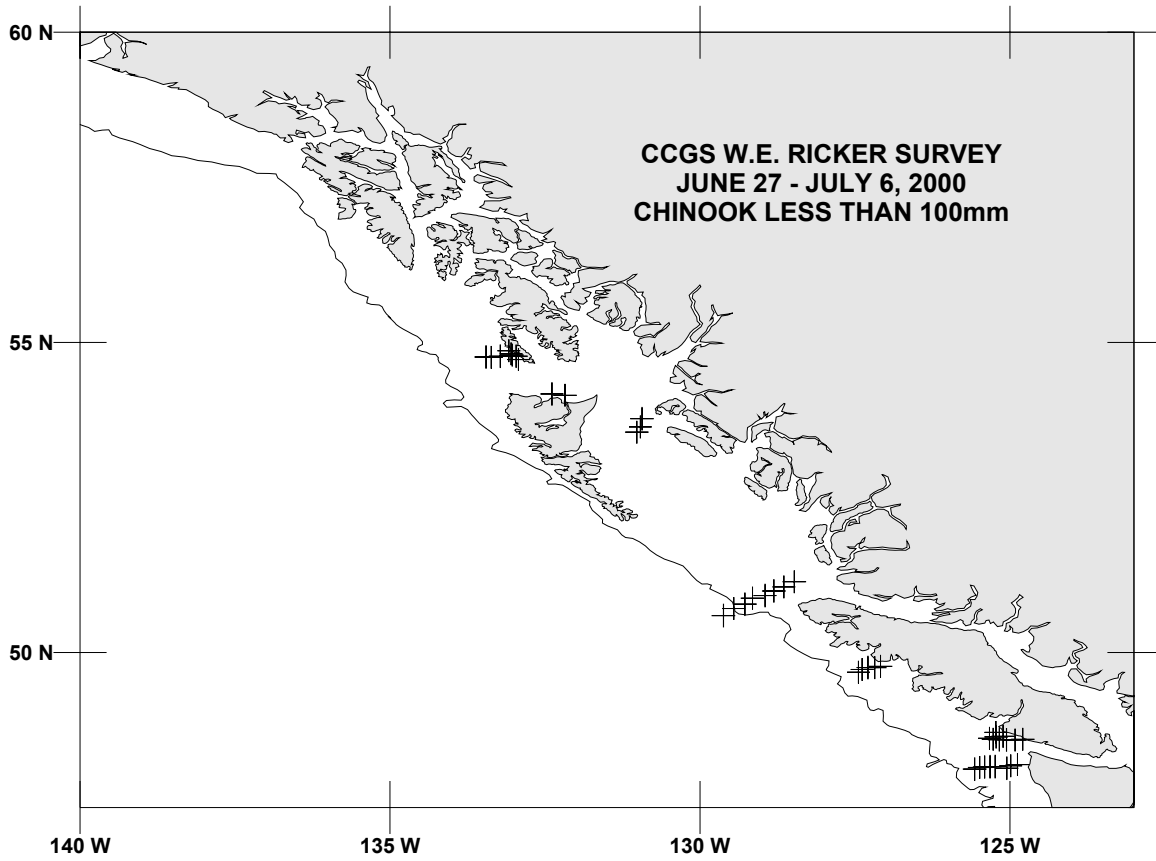 60 N
CCGS W.E. RICKER SURVEY
JUNE 27 - JULY 6, 2000
CHINOOK LESS THAN 100mm
55 N
50 N
140 W
135 W
130 W
125 W